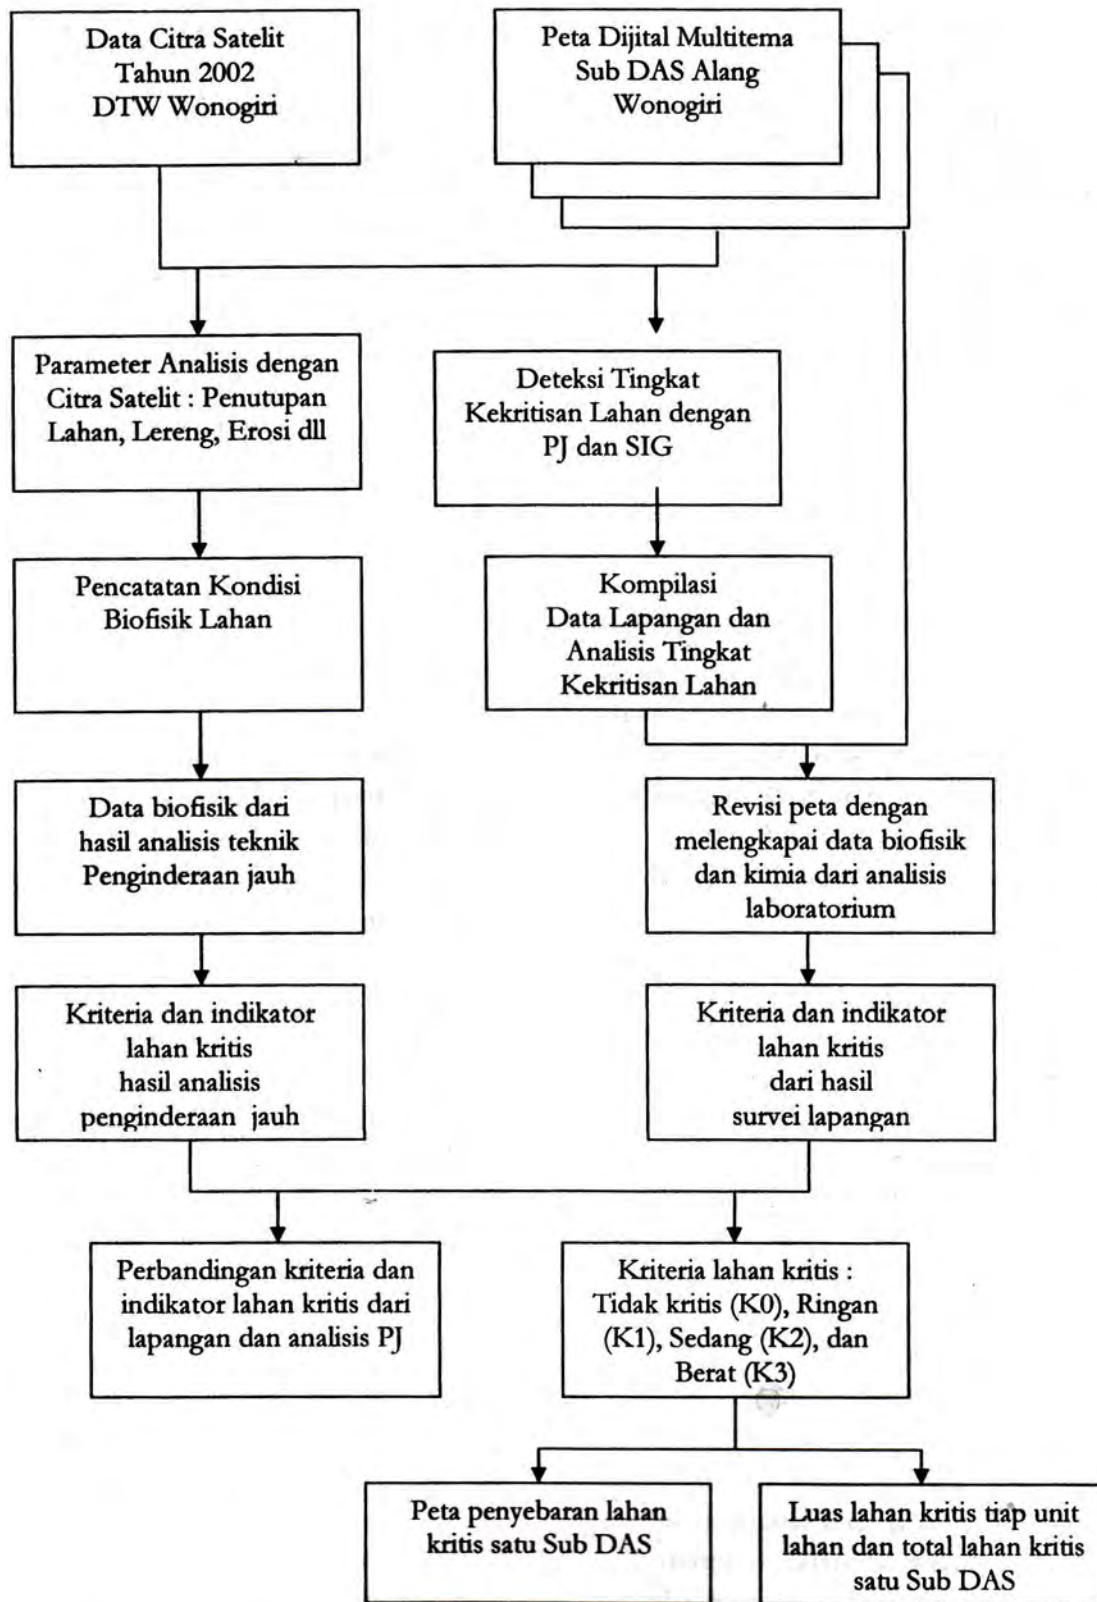 Data Citra Satelit
Tahun 2002
DTW Wonogiri
Peta Dijital Multitema
Sub DAS Alang
Wonogiri
Parameter Analisis dengan
Citra Satelit : Penutupan
Lahan, Lereng, Erosi dll
Deteksi Tingkat
Kekritisan Lahan dengan
PJ dan SIG
Pencatatan Kondisi
Biofisik Lahan
Kompilasi
Data Lapangan dan
Analisis Tingkat
Kekritisan Lahan
Data biofisik dari
hasil analisis teknik
Penginderaan jauh
Revisi peta dengan
melengkapai data biofisik
dan kimia dari analisis
laboratorium
Kriteria dan indikator
lahan kritis
hasil analisis
penginderaan jauh
Kriteria dan indikator
lahan kritis
dari hasil
survei lapangan
Perbandingan kriteria dan
indikator lahan kritis dari
lapangan dan analisis PJ
Kriteria lahan kritis :
Tidak kritis (K0), Ringan
(K1), Sedang (K2), dan
Berat (K3)
Peta penyebaran lahan
kritis satu Sub DAS
Luas lahan kritis tiap unit
lahan dan total lahan kritis
satu Sub DAS